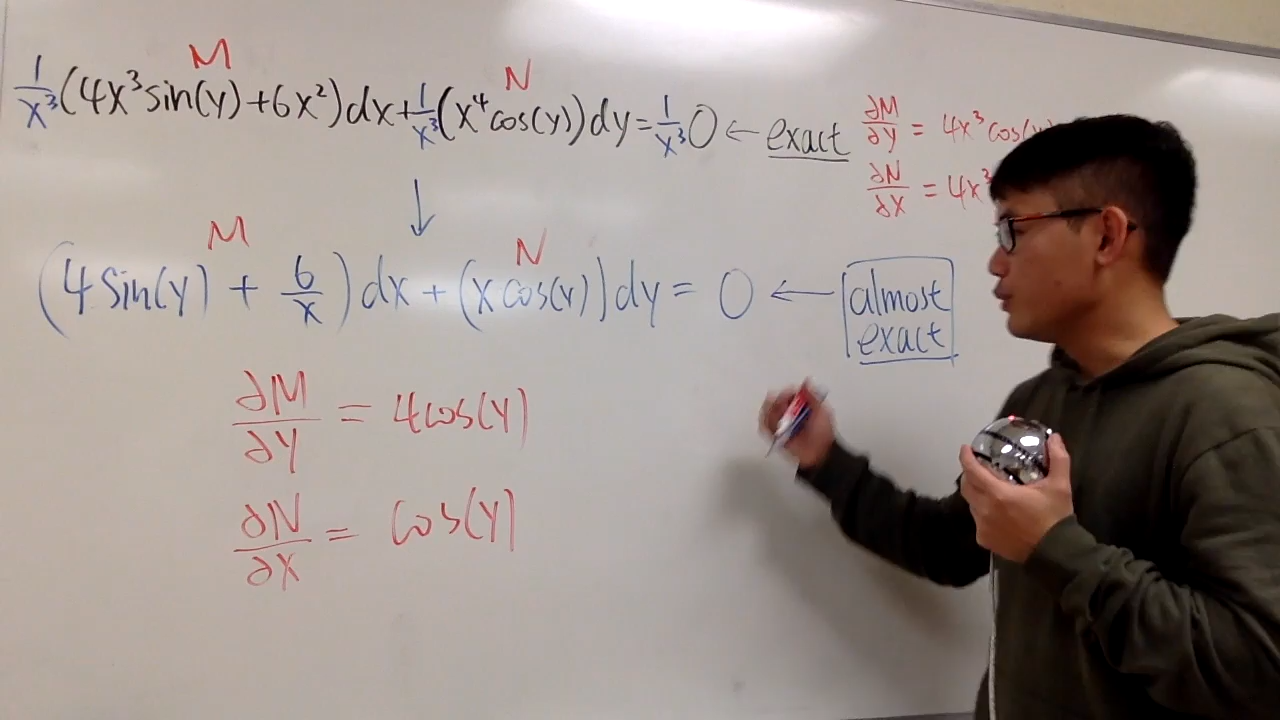 M N
1/x³(4x³sin(y)+6x²)dx+1/x³(x⁴cos(y))dy=1/x³0 ← exact
∂M/∂y = 4x³cos(y)
∂N/∂x = 4x³
↓
M N
(4sin(y) + 6/x)dx + (x cos(y))dy = 0 ← almost exact
∂M/∂y = 4cos(y)
∂N/∂x = cos(y)